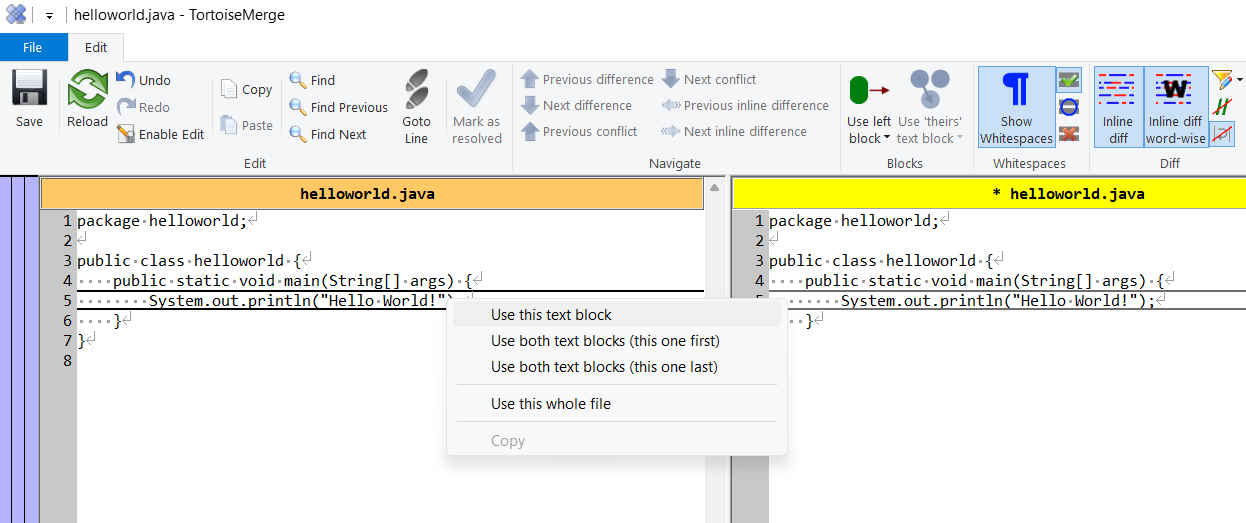 helloworld.java - TortoiseMerge
File Edit
Save
Reload
Undo
Redo
Enable Edit
Copy
Paste
Find
Find Previous
Find Next
Goto Line
Mark as resolved
Edit
Previous difference
Next difference
Previous conflict
Next conflict
Previous inline difference
Next inline difference
Navigate
Use left block
Use 'theirs' text block
Blocks
Show Whitespaces
Whitespaces
Inline diff
Inline diff word-wise
Diff
helloworld.java
1 package·helloworld;
2
3 public·class·helloworld·{
4 ····public·static·void·main(String[]·args)·{
5 ········System.out.println("Hello·World!")
6 ····}
7 }
8
* helloworld.java
1 package·helloworld;
2
3 public·class·helloworld·{
4 ····public·static·void·main(String[]·args)·{
5 ········System.out.println("Hello·World!");
··}
Use this text block
Use both text blocks (this one first)
Use both text blocks (this one last)
Use this whole file
Copy